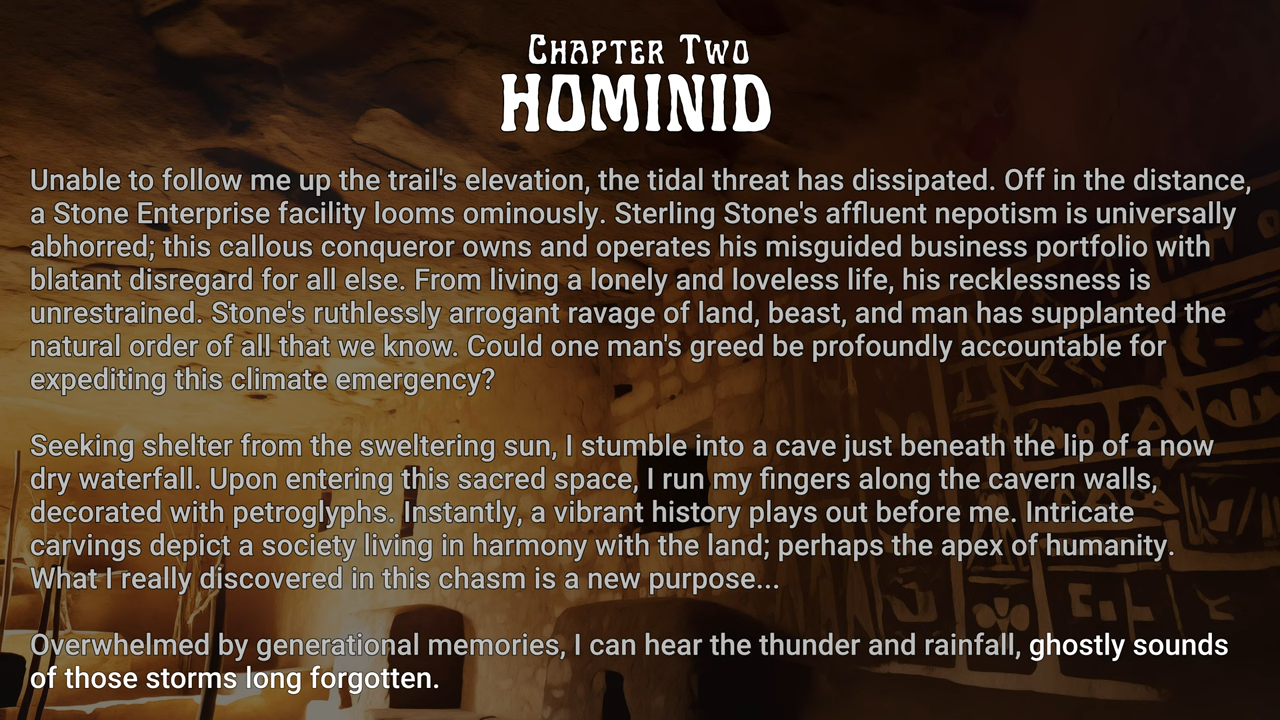 Chapter Two
HOMINID
Unable to follow me up the trail's elevation, the tidal threat has dissipated. Off in the distance,
a Stone Enterprise facility looms ominously. Sterling Stone's affluent nepotism is universally
abhorred; this callous conqueror owns and operates his misguided business portfolio with
blatant disregard for all else. From living a lonely and loveless life, his recklessness is
unrestrained. Stone's ruthlessly arrogant ravage of land, beast, and man has supplanted the
natural order of all that we know. Could one man's greed be profoundly accountable for
expediting this climate emergency?
Seeking shelter from the sweltering sun, I stumble into a cave just beneath the lip of a now
dry waterfall. Upon entering this sacred space, I run my fingers along the cavern walls,
decorated with petroglyphs. Instantly, a vibrant history plays out before me. Intricate
carvings depict a society living in harmony with the land; perhaps the apex of humanity.
What I really discovered in this chasm is a new purpose...
Overwhelmed by generational memories, I can hear the thunder and rainfall, ghostly sounds
of those storms long forgotten.